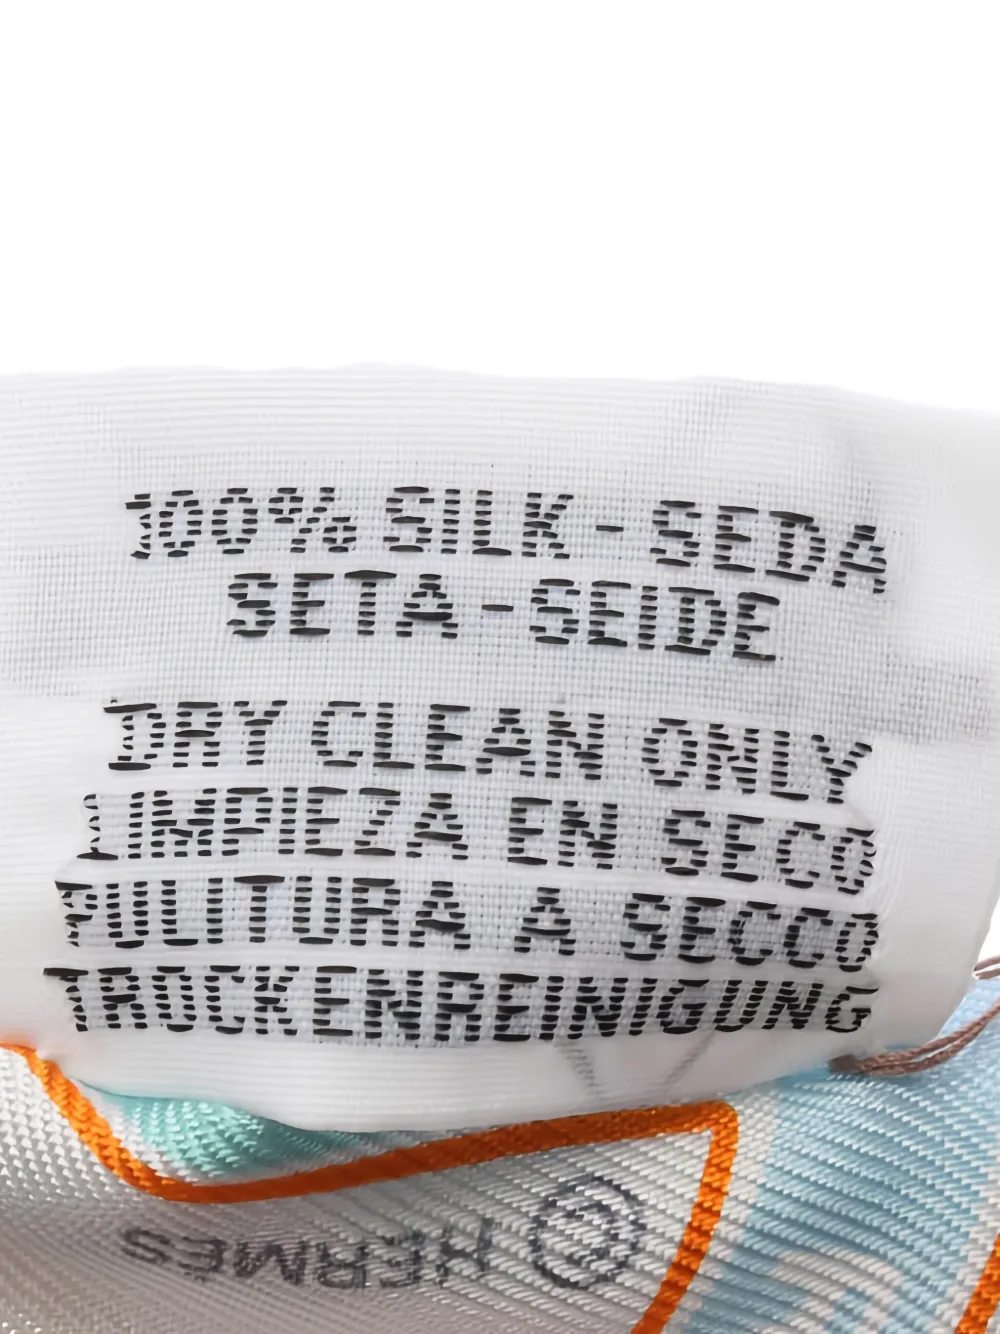 100% SILK - SEDA
SETA - SEIDE
DRY CLEAN ONLY
LIMPIEZA EN SECO
PULITURA A SECCO
TROCKENREINIGUNG
© HERMES